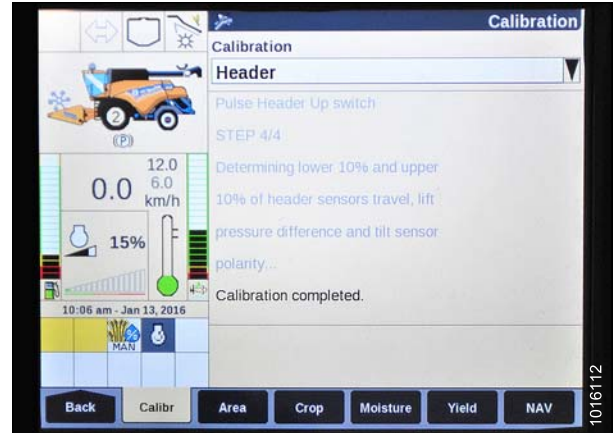 Calibration
Calibration
Header
Pulse Header Up switch
STEP 4/4
Determining lower 10% and upper
10% of header sensors travel, lift
pressure difference and tilt sensor
polarity...
Calibration completed.
2
(P)
12.0
0.0 6.0
km/h
15%
10:06 am - Jan 13, 2016
MAN
Back Calibr Area Crop Moisture Yield NAV
1016112